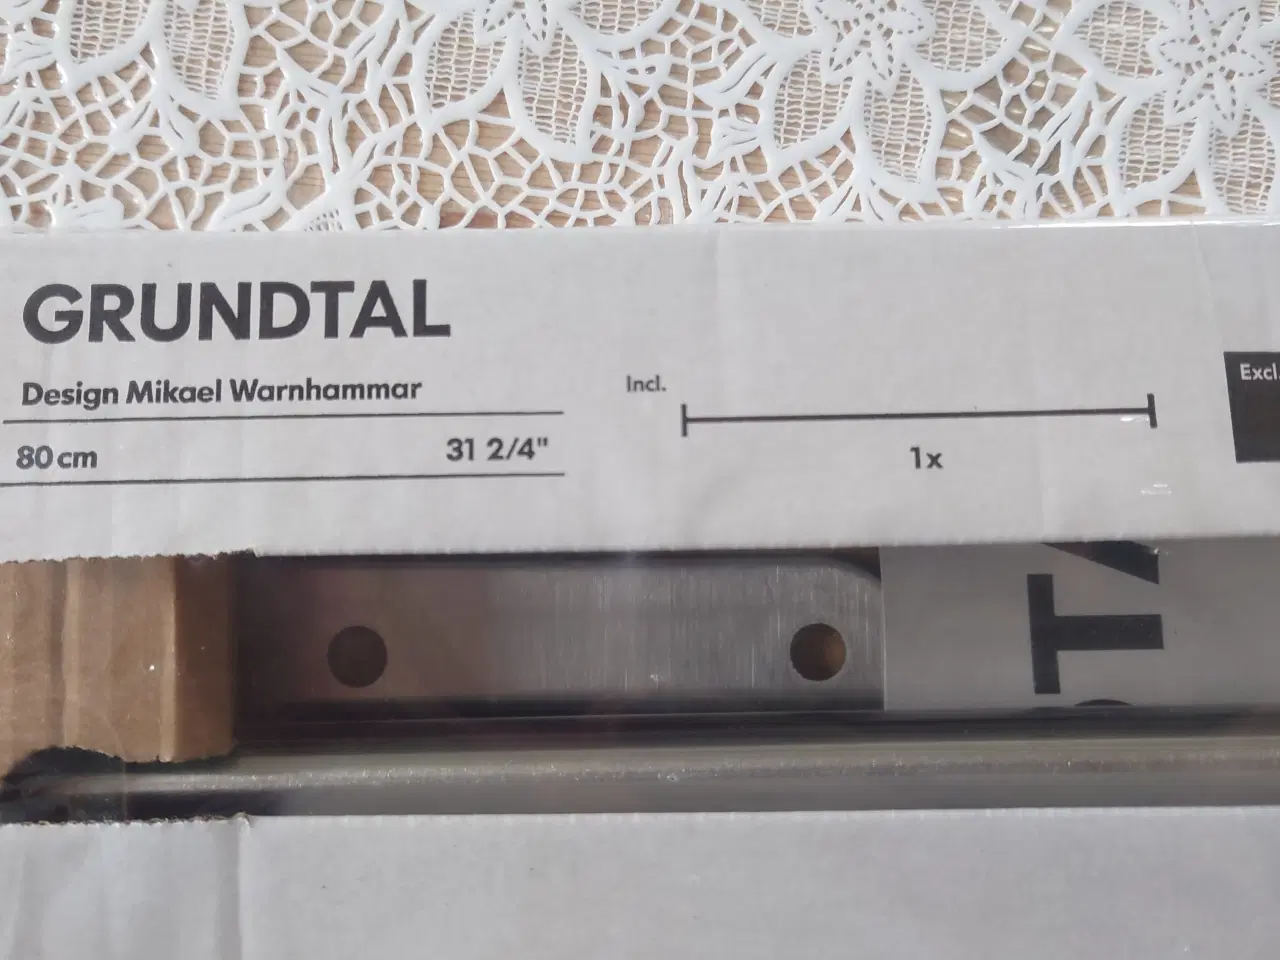 GRUNDTAL
Design Mikael Warnhammar
80 cm 31 2/4"
Incl.
1x
Excl.